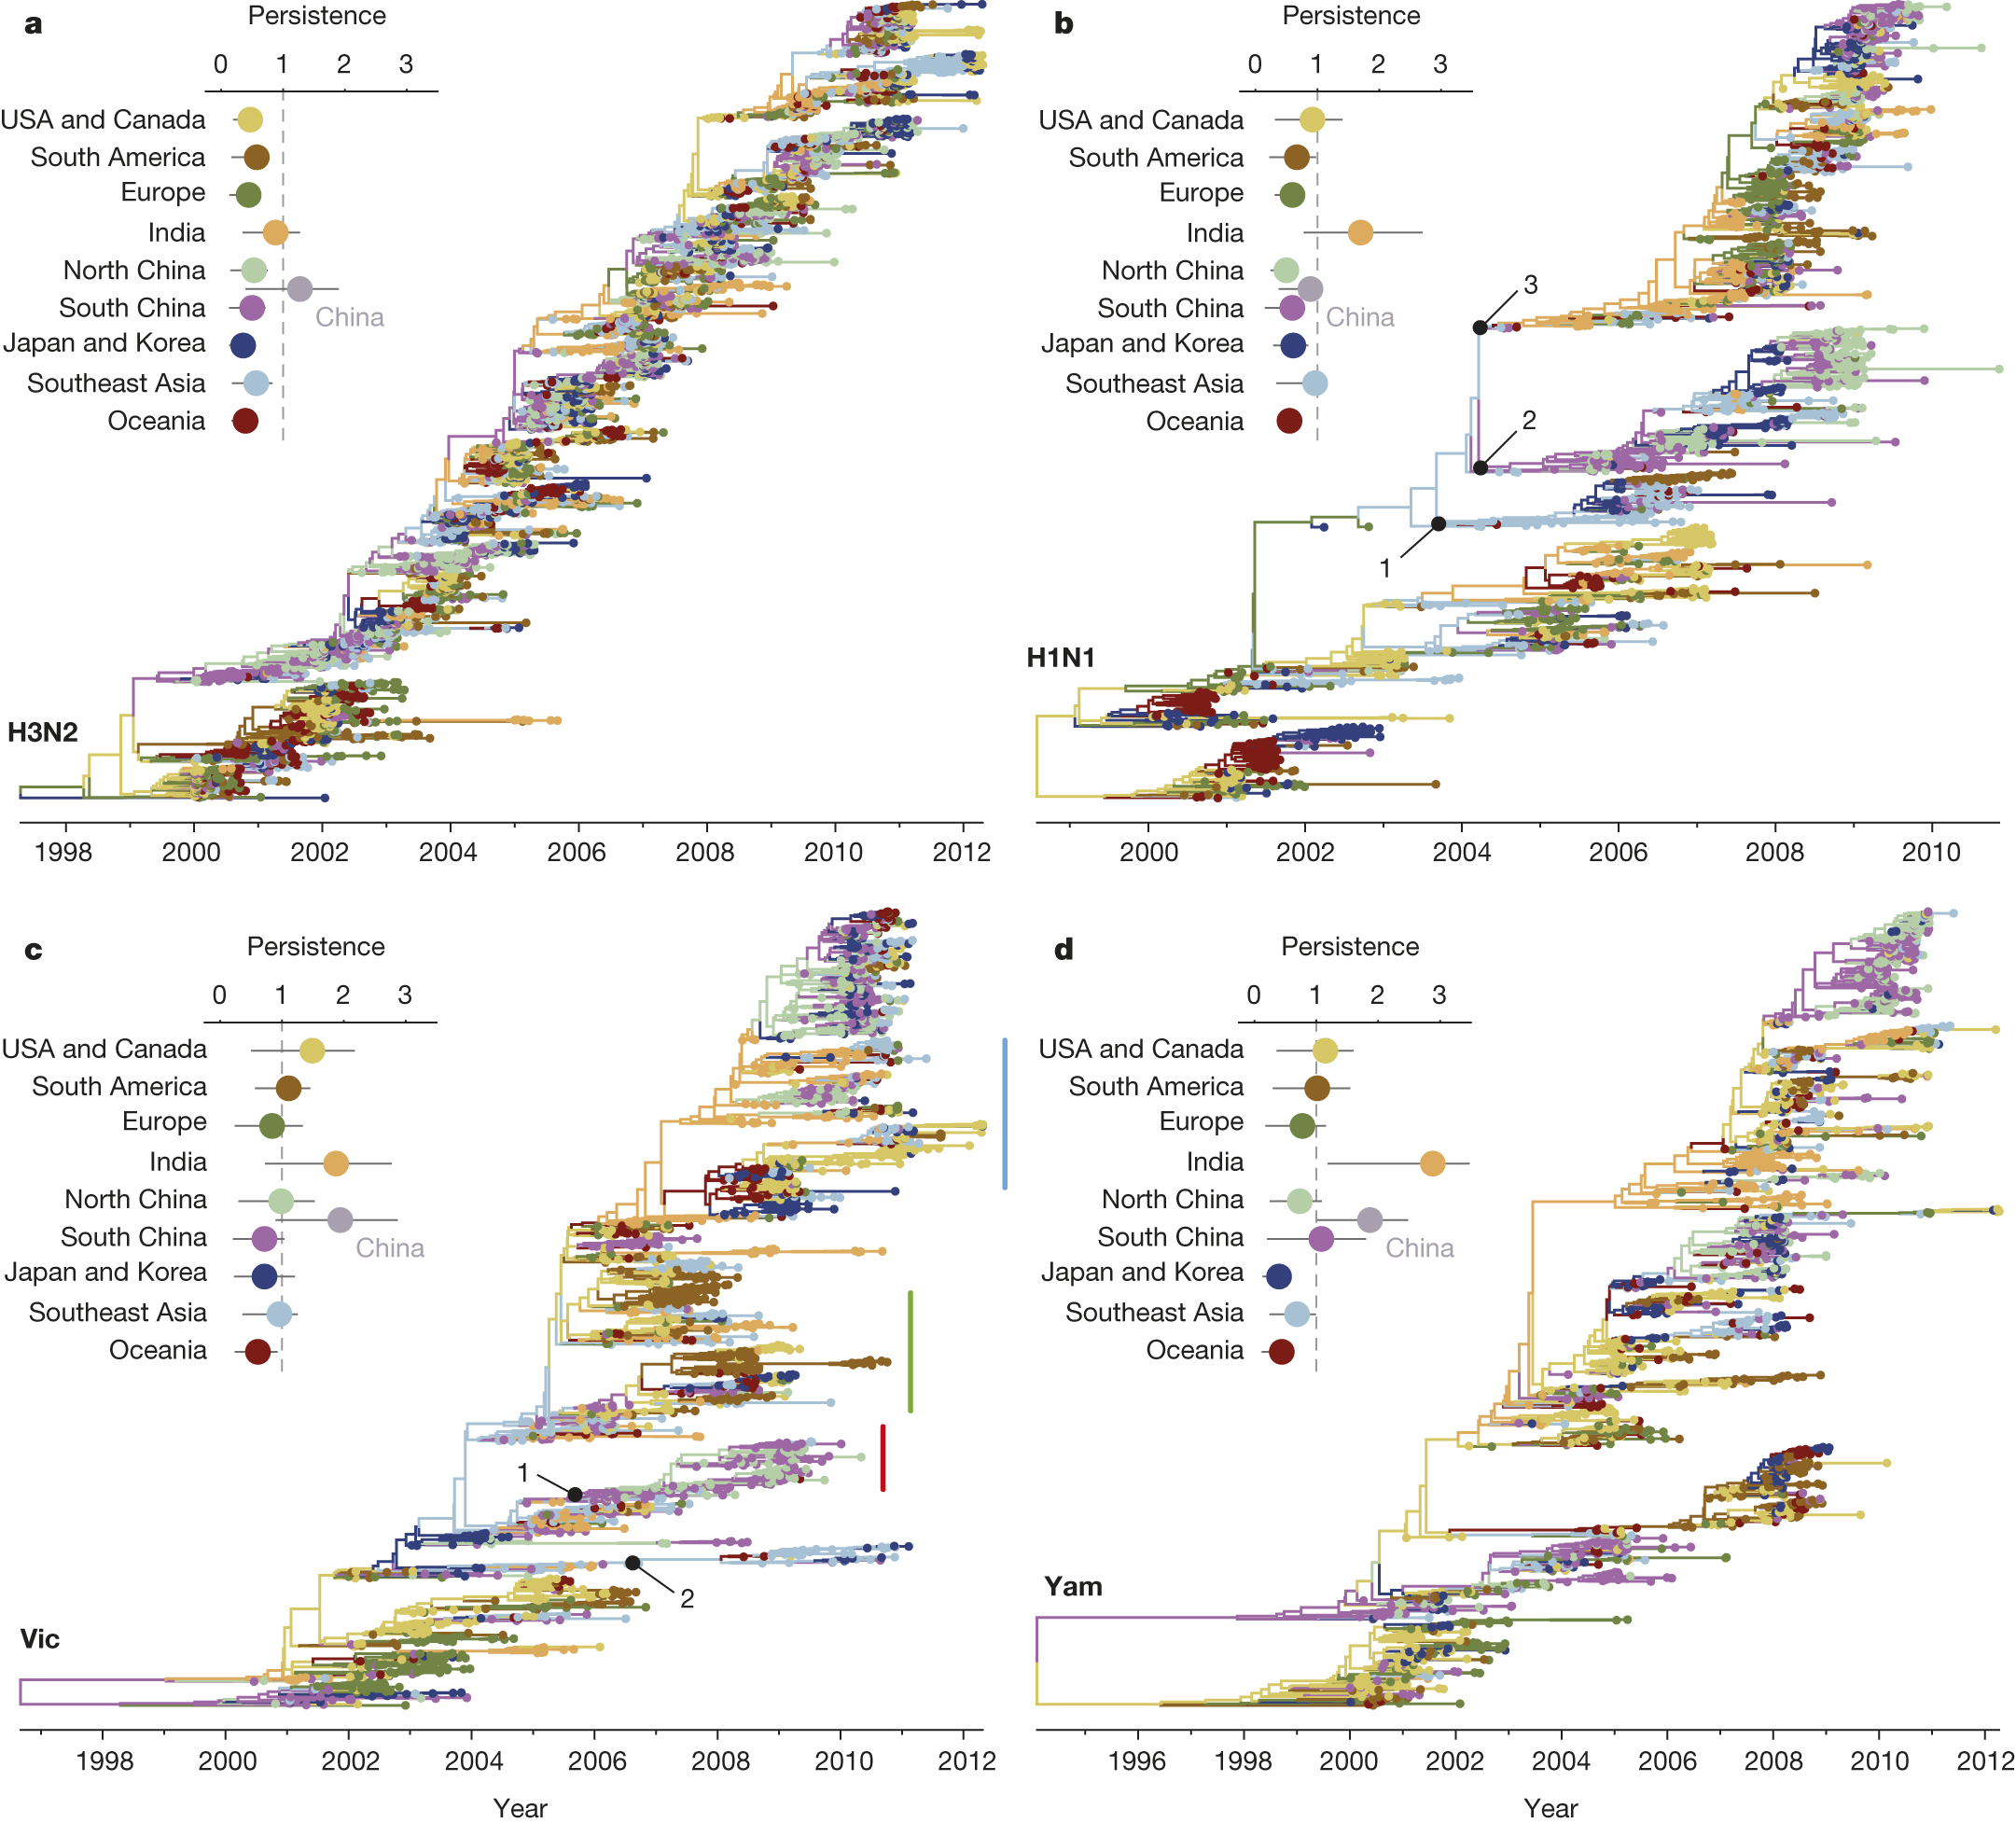 a
Persistence
0 1 2 3
USA and Canada
South America
Europe
India
North China
China
South China
Japan and Korea
Southeast Asia
Oceania
H3N2
1998 2000 2002 2004 2006 2008 2010 2012
b
Persistence
0 1 2 3
USA and Canada
South America
Europe
India
North China
South China
China
Japan and Korea
Southeast Asia
Oceania
3
2
1
H1N1
2000 2002 2004 2006 2008 2010
c
Persistence
0 1 2 3
USA and Canada
South America
Europe
India
North China
South China
China
Japan and Korea
Southeast Asia
Oceania
1
2
Vic
1998 2000 2002 2004 2006 2008 2010 2012
Year
d
Persistence
0 1 2 3
USA and Canada
South America
Europe
India
North China
South China
China
Japan and Korea
Southeast Asia
Oceania
Yam
1996 1998 2000 2002 2004 2006 2008 2010 2012
Year